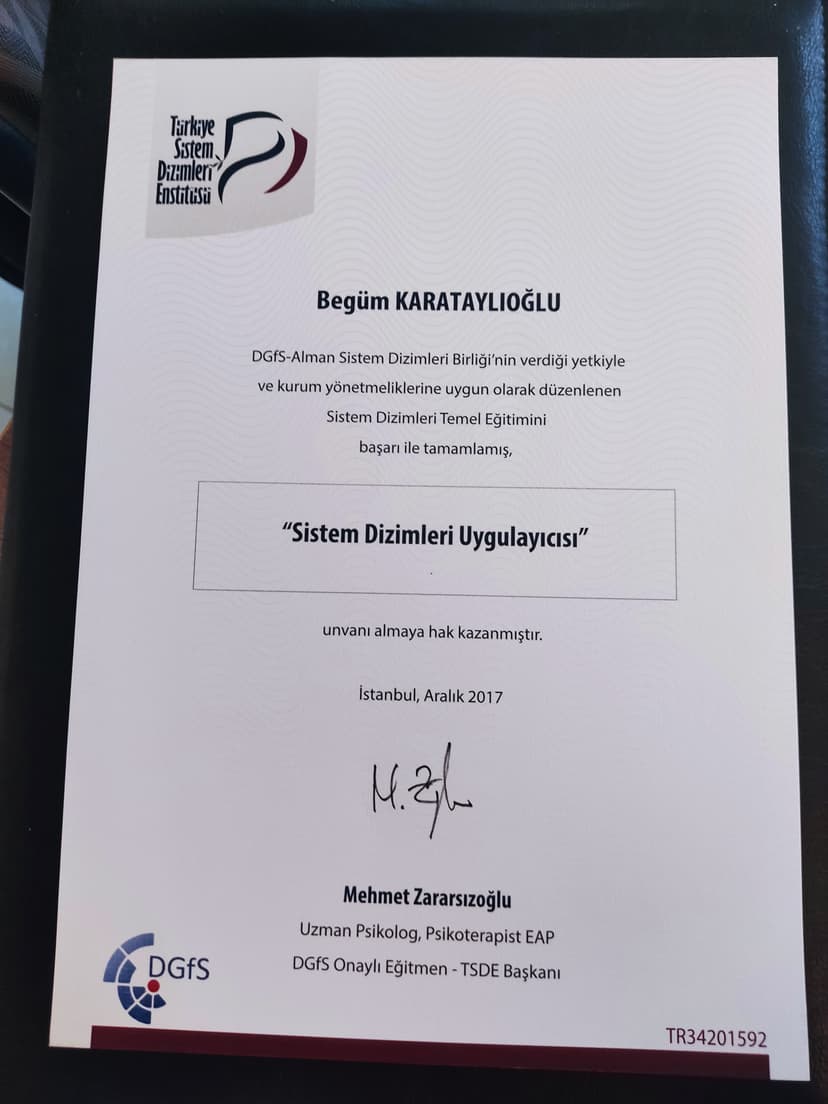 Türkiye
Sistem
Dizimleri
Enstitüsü
Begüm KARATAYLIOĞLU
DGfS-Alman Sistem Dizimleri Birliği'nin verdiği yetkiyle
ve kurum yönetmeliklerine uygun olarak düzenlenen
Sistem Dizimleri Temel Eğitimini
başarı ile tamamlamış,
"Sistem Dizimleri Uygulayıcısı"
unvanı almaya hak kazanmıştır.
İstanbul, Aralık 2017
Mehmet Zararsızoğlu
Uzman Psikolog, Psikoterapist EAP
DGfS Onaylı Eğitmen - TSDE Başkanı
DGfS
TR34201592